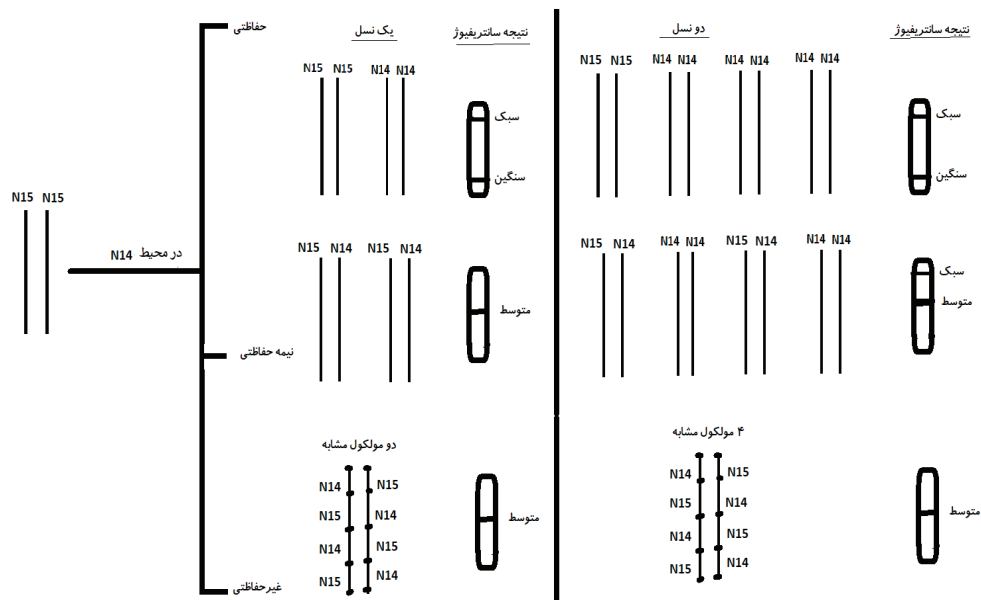 حفاظتی
یک نسل
نتیجه سانتریفیوژ
دو نسل
نتیجه سانتریفیوژ
N15 N15 N14 N14
سبک
سنگین
N15 N15 N14 N14 N14 N14 N14 N14
سبک
سنگین
N15 N15
در محیط N14
نیمه حفاظتی
N15 N14 N15 N14
متوسط
N15 N14 N14 N14 N15 N14 N14 N14
سبک
متوسط
غیرحفاظتی
دو مولکول مشابه
N14 N15
N15 N14
N14 N15
N15 N14
متوسط
۴ مولکول مشابه
N14 N15
N15 N14
N14 N15
N15 N14
متوسط